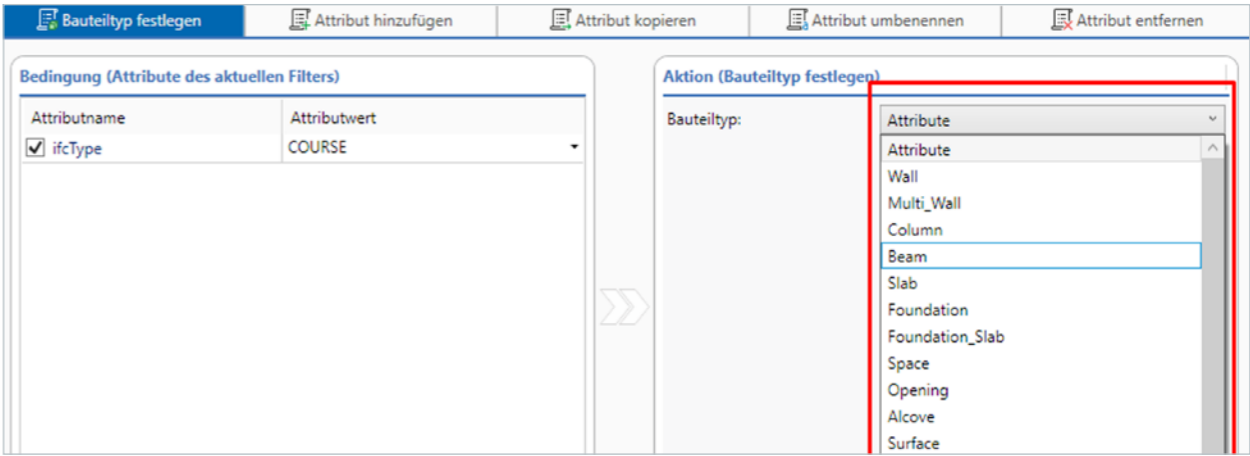 Bauteiltyp festlegen
Attribut hinzufügen
Attribut kopieren
Attribut umbenennen
Attribut entfernen
Bedingung (Attribute des aktuellen Filters)
Attributname
Attributwert
ifcType
COURSE
Aktion (Bauteiltyp festlegen)
Bauteiltyp:
Attribute
Attribute
Wall
Multi_Wall
Column
Beam
Slab
Foundation
Foundation_Slab
Space
Opening
Alcove
Surface